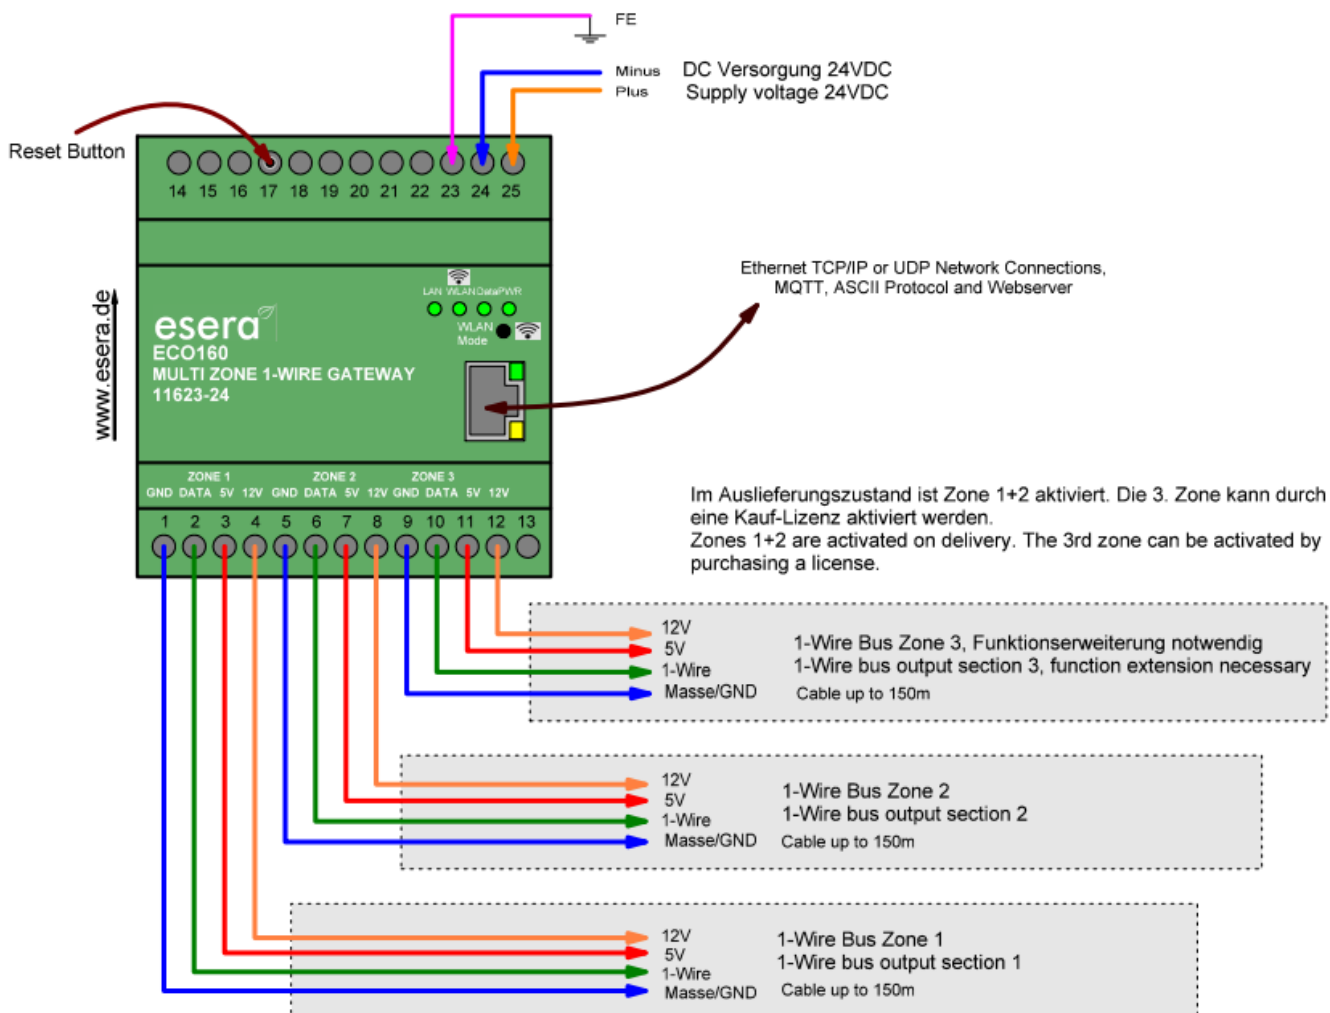 FE
Minus DC Versorgung 24VDC
Plus Supply voltage 24VDC
Reset Button
14 15 16 17 18 19 20 21 22 23 24 25
Ethernet TCP/IP or UDP Network Connections,
MQTT, ASCII Protocol and Webserver
LAN WLAN Data PWR
WLAN
Mode
www.esera.de
esera
ECO160
MULTI ZONE 1-WIRE GATEWAY
11623-24
ZONE 1 ZONE 2 ZONE 3
GND DATA 5V 12V GND DATA 5V 12V GND DATA 5V 12V
1 2 3 4 5 6 7 8 9 10 11 12 13
Im Auslieferungszustand ist Zone 1+2 aktiviert. Die 3. Zone kann durch
eine Kauf-Lizenz aktiviert werden.
Zones 1+2 are activated on delivery. The 3rd zone can be activated by
purchasing a license.
12V
5V
1-Wire
Masse/GND
1-Wire Bus Zone 3, Funktionserweiterung notwendig
1-Wire bus output section 3, function extension necessary
Cable up to 150m
12V
5V
1-Wire
Masse/GND
1-Wire Bus Zone 2
1-Wire bus output section 2
Cable up to 150m
12V
5V
1-Wire
Masse/GND
1-Wire Bus Zone 1
1-Wire bus output section 1
Cable up to 150m